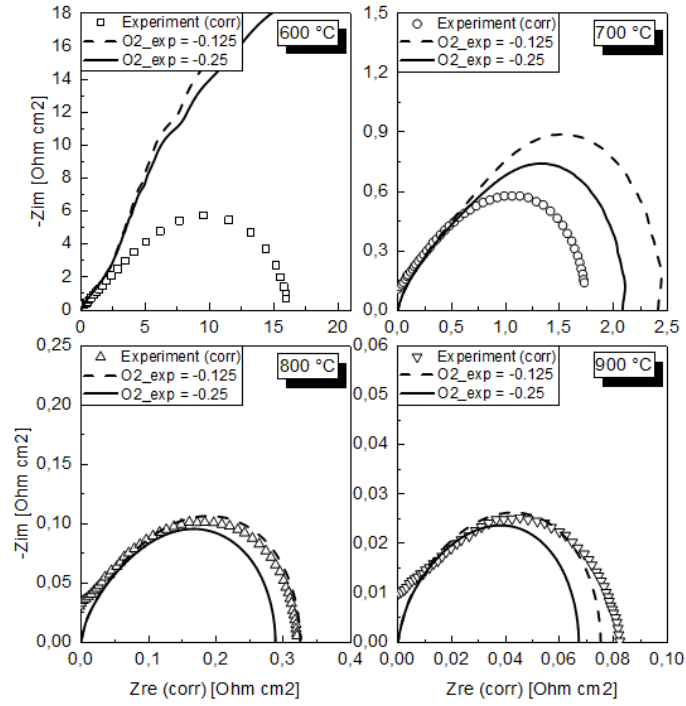 18
16
14
12
10
8
6
4
2
0
0
5
10
15
20
-Zim [Ohm cm2]
Experiment (corr)
O2_exp = -0.125
O2_exp = -0.25
600 °C
1,5
1,2
0,9
0,6
0,3
0,0
0,0
0,5
1,0
1,5
2,0
2,5
Experiment (corr)
O2_exp = -0.125
O2_exp = -0.25
700 °C
0,25
0,20
0,15
0,10
0,05
0,00
0,0
0,1
0,2
0,3
0,4
-Zim [Ohm cm2]
Zre (corr) [Ohm cm2]
Experiment (corr)
O2_exp = -0.125
O2_exp = -0.25
800 °C
0,06
0,05
0,04
0,03
0,02
0,01
0,00
0,00
0,02
0,04
0,06
0,08
0,10
Zre (corr) [Ohm cm2]
Experiment (corr)
O2_exp = -0.125
O2_exp = -0.25
900 °C